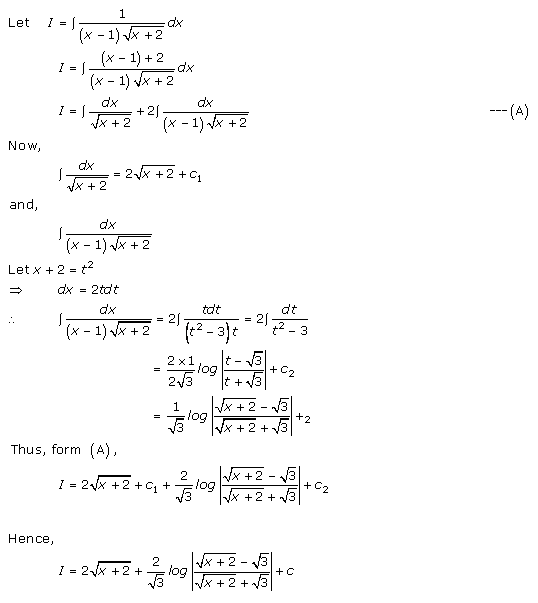 Let I = ∫ 1/((x − 1)√(x + 2)) dx
I = ∫ ((x − 1) + 2)/((x − 1)√(x + 2)) dx
I = ∫ dx/√(x + 2) + 2∫ dx/((x − 1)√(x + 2)) ---(A)
Now,
∫ dx/√(x + 2) = 2√(x + 2) + c₁
and,
∫ dx/((x − 1)√(x + 2))
Let x + 2 = t²
⇒ dx = 2tdt
∴ ∫ dx/((x − 1)√(x + 2)) = 2∫ tdt/((t² − 3)t) = 2∫ dt/(t² − 3)
= (2 × 1)/(2√3) log |(t − √3)/(t + √3)| + c₂
= 1/√3 log |(√(x + 2) − √3)/(√(x + 2) + √3)| +₂
Thus, form (A),
I = 2√(x + 2) + c₁ + 2/√3 log |(√(x + 2) − √3)/(√(x + 2) + √3)| + c₂
Hence,
I = 2√(x + 2) + 2/√3 log |(√(x + 2) − √3)/(√(x + 2) + √3)| + c